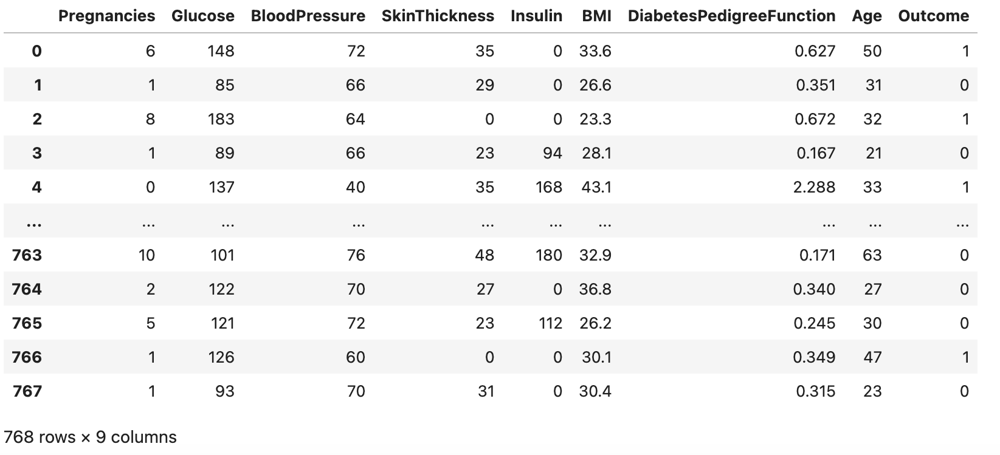 Pregnancies Glucose BloodPressure SkinThickness Insulin BMI DiabetesPedigreeFunction Age Outcome
0 6 148 72 35 0 33.6 0.627 50 1
1 1 85 66 29 0 26.6 0.351 31 0
2 8 183 64 0 0 23.3 0.672 32 1
3 1 89 66 23 94 28.1 0.167 21 0
4 0 137 40 35 168 43.1 2.288 33 1
... ... ... ... ... ... ... ... ... ...
763 10 101 76 48 180 32.9 0.171 63 0
764 2 122 70 27 0 36.8 0.340 27 0
765 5 121 72 23 112 26.2 0.245 30 0
766 1 126 60 0 0 30.1 0.349 47 1
767 1 93 70 31 0 30.4 0.315 23 0
768 rows × 9 columns